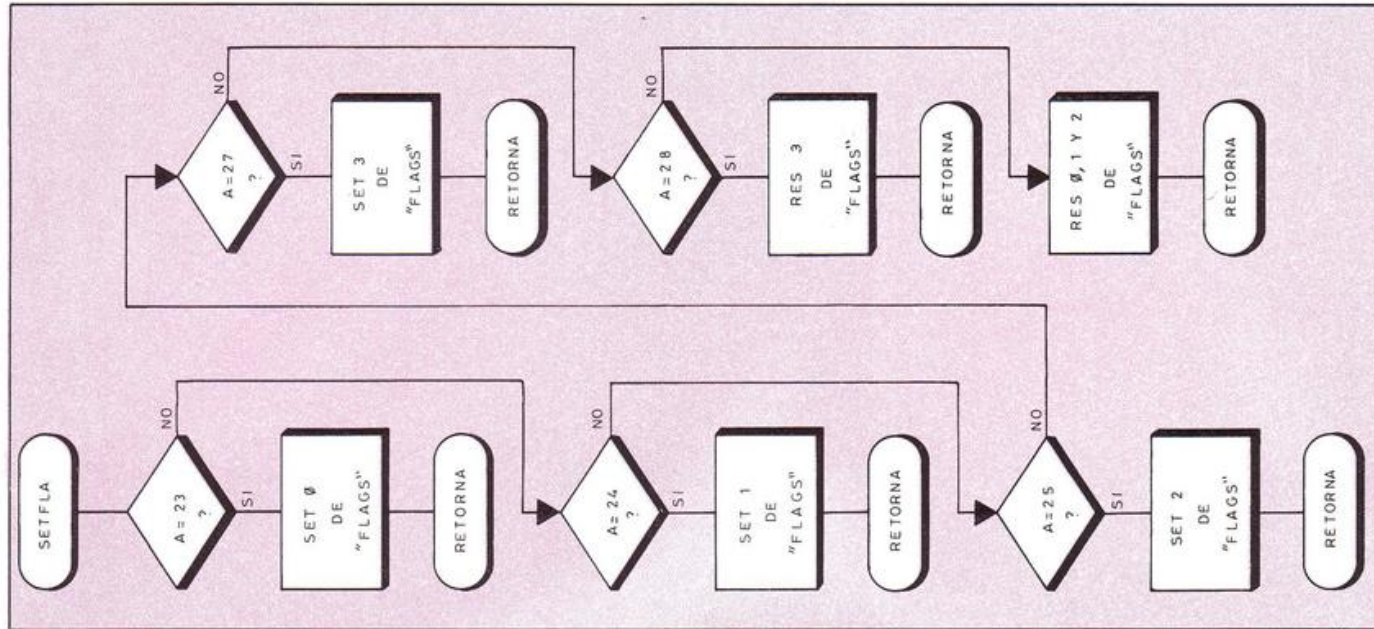 SETFLA
A=23
?
NO
SI
SET Ø
DE
"FLAGS"
RETORNA
A=24
?
NO
SI
SET 1
DE
"FLAGS"
RETORNA
A=25
?
NO
SI
SET 2
DE
"FLAGS"
RETORNA
A=27
?
NO
SI
SET 3
DE
"FLAGS"
RETORNA
A=28
?
NO
SI
RES 3
DE
"FLAGS"
RETORNA
RES Ø,1 Y 2
DE
"FLAGS"
RETORNA